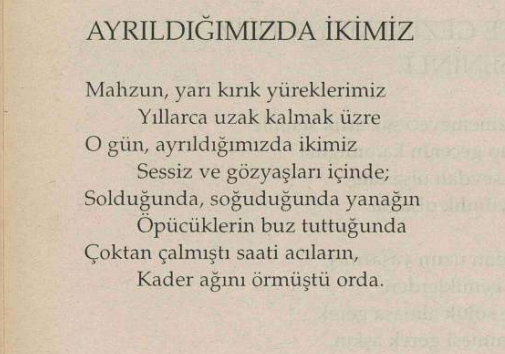 AYRILDIĞIMIZDA İKİMİZ
Mahzun, yarı kırık yüreklerimiz
Yıllarca uzak kalmak üzre
O gün, ayrıldığımızda ikimiz
Sessiz ve gözyaşları içinde;
Solduğunda, soğuduğunda yanağın
Öpücüklerin buz tuttuğunda
Çoktan çalmıştı saati acıların,
Kader ağını örmüştü orda.